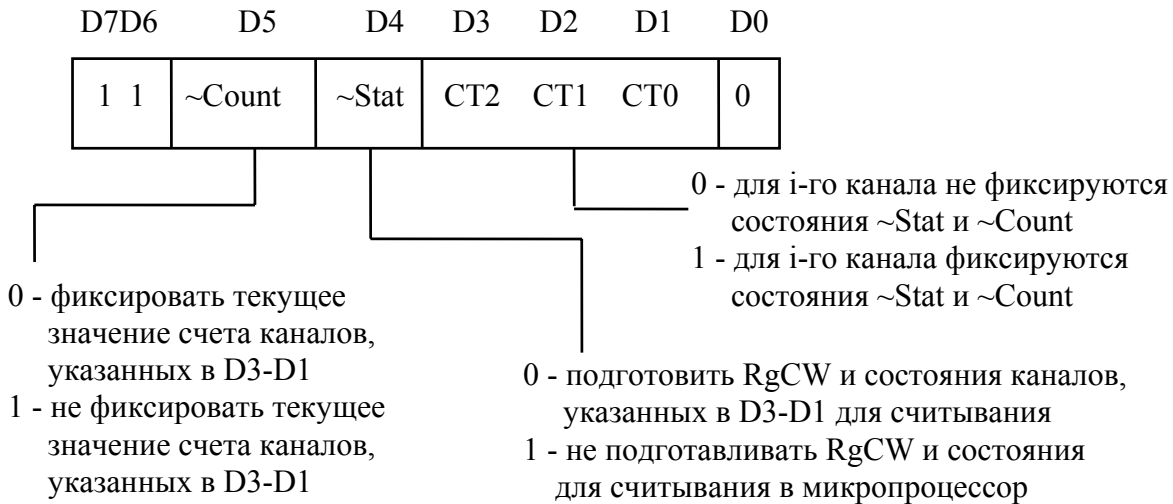 D7D6 D5 D4 D3 D2 D1 D0
1 1 ~Count ~Stat CT2 CT1 CT0 0
0 - для i-го канала не фиксируются
состояния ~Stat и ~Count
1 - для i-го канала фиксируются
состояния ~Stat и ~Count
0 - фиксировать текущее
значение счета каналов,
указанных в D3-D1
1 - не фиксировать текущее
значение счета каналов,
указанных в D3-D1
0 - подготовить RgCW и состояния каналов,
указанных в D3-D1 для считывания
1 - не подготавливать RgCW и состояния
для считывания в микропроцессор